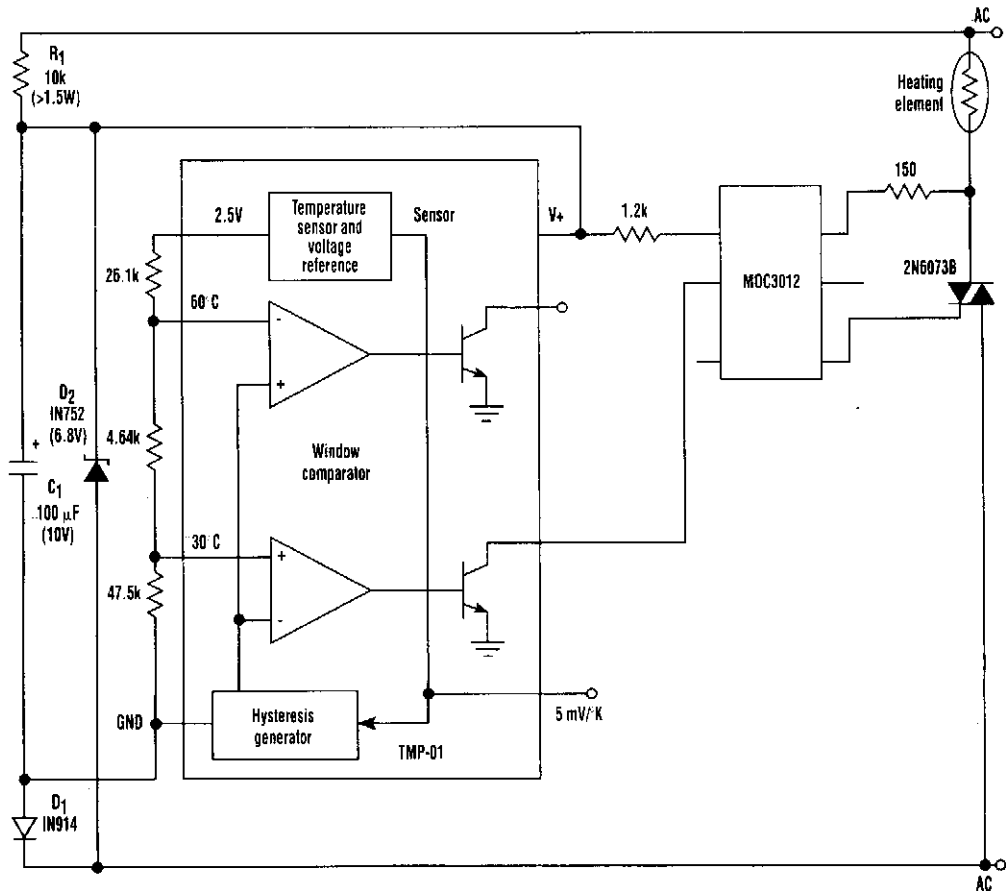 AC
R1
10k
(>1.5W)
Heating
element
150
2.5V
Temperature
sensor and
voltage
reference
Sensor
V+
1.2k
MOC3012
2N6073B
26.1k
60°C
-
+
D2
IN752
(6.8V)
4.64k
Window
comparator
+
C1
100 µF
(10V)
30°C
+
-
47.5k
GND
Hysteresis
generator
5 mV/°K
TMP-01
D1
IN914
AC